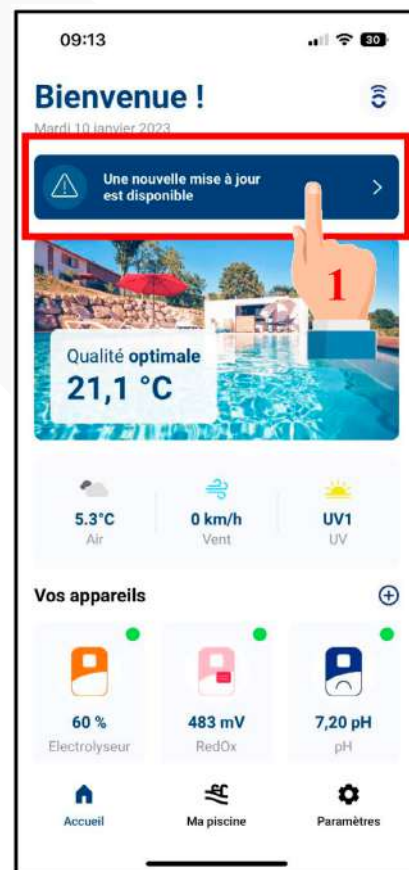 09:13
30
Bienvenue !
Mardi 10 janvier 2023
Une nouvelle mise à jour
est disponible
1
Qualité optimale
21,1 °C
5.3°C
0 km/h
UV1
Air
Vent
UV
Vos appareils
60 %
483 mV
7,20 pH
Electrolyseur
RedOx
pH
Accueil
Ma piscine
Paramètres